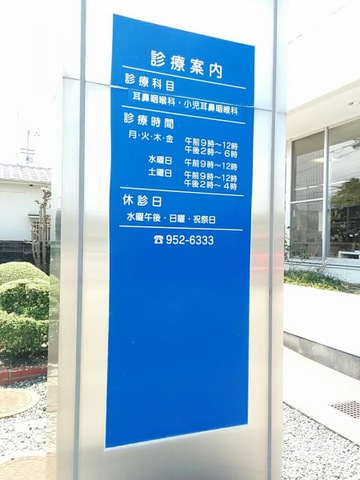 診療案内
診療科目
耳鼻咽喉科・小児耳鼻咽喉科
診療時間
月・火・木・金 午前9時〜12時
午後2時〜6時
水曜日 午前9時〜12時
土曜日 午前9時〜12時
午後2時〜4時
休診日
水曜午後・日曜・祝祭日
☎952-6333